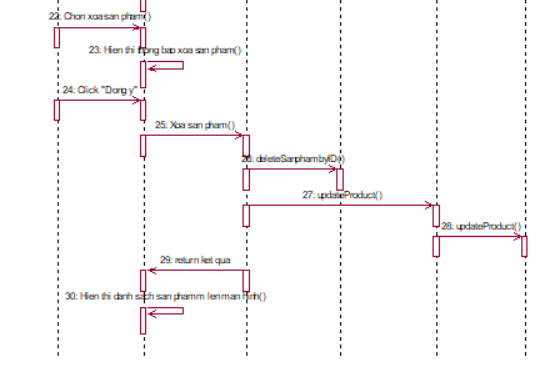 22: Chon xoa san pham()
23: Hien thi thong bao xoa san pham()
24: Click "Dong y"
25: Xoa san pham()
26: deleteSanphambyID()
27: updateProduct()
28: updateProduct()
29: return ket qua
30: Hien thi danh sach san phamm len man hinh()